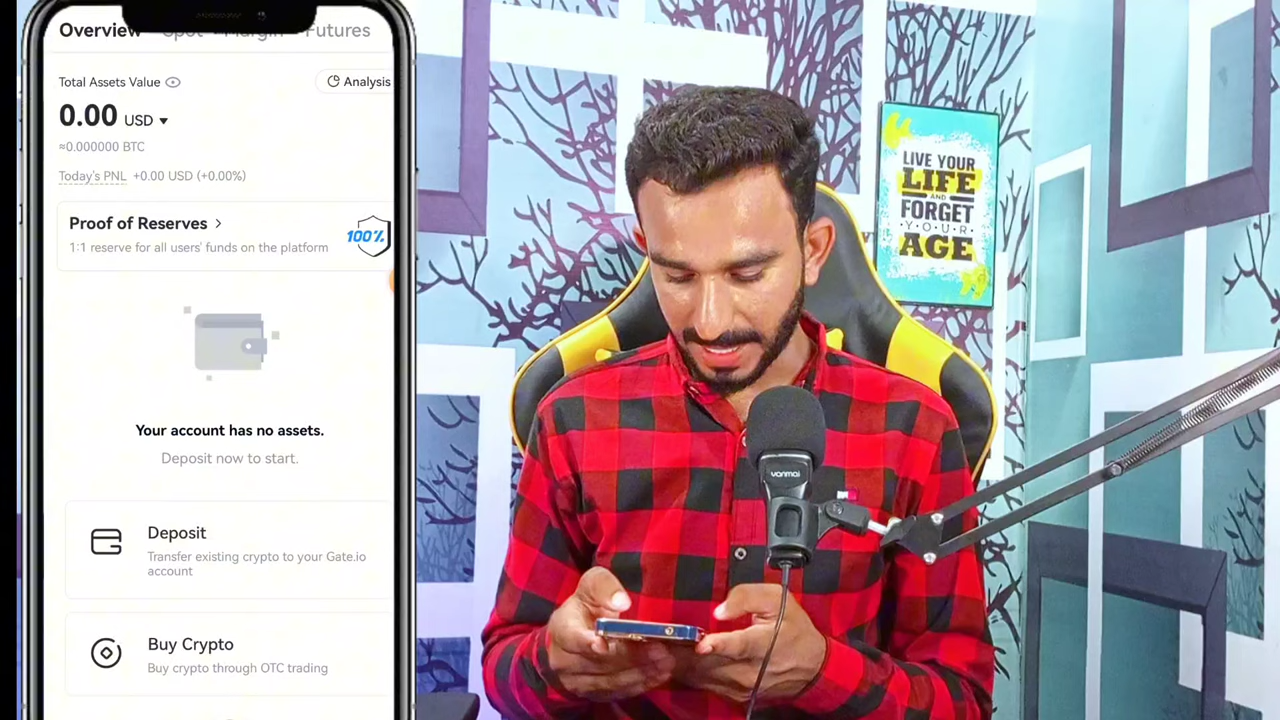 Overview Spot Margin Futures
Total Assets Value
Analysis
0.00 USD
≈0.000000 BTC
Today's PNL +0.00 USD (+0.00%)
Proof of Reserves >
1:1 reserve for all users' funds on the platform
100%
Your account has no assets.
Deposit now to start.
Deposit
Transfer existing crypto to your Gate.io
account
Buy Crypto
Buy crypto through OTC trading
LIVE YOUR
LIFE
AND
FORGET
Y·O·U·R
AGE
vanmai